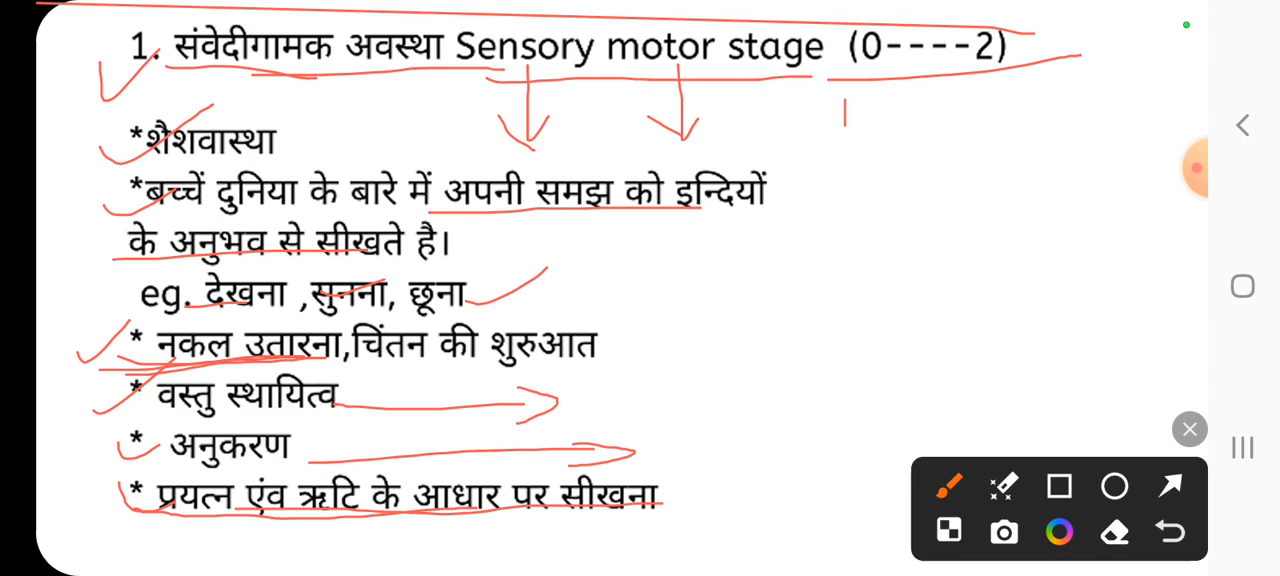 1. संवेदीगामक अवस्था Sensory motor stage (0----2)
*शैशवास्था
*बच्चें दुनिया के बारे में अपनी समझ को इन्दियों
के अनुभव से सीखते है।
eg. देखना ,सुनना, छूना
* नकल उतारना,चिंतन की शुरुआत
* वस्तु स्थायित्व
* अनुकरण
* प्रयत्न एंव ऋटि के आधार पर सीखना